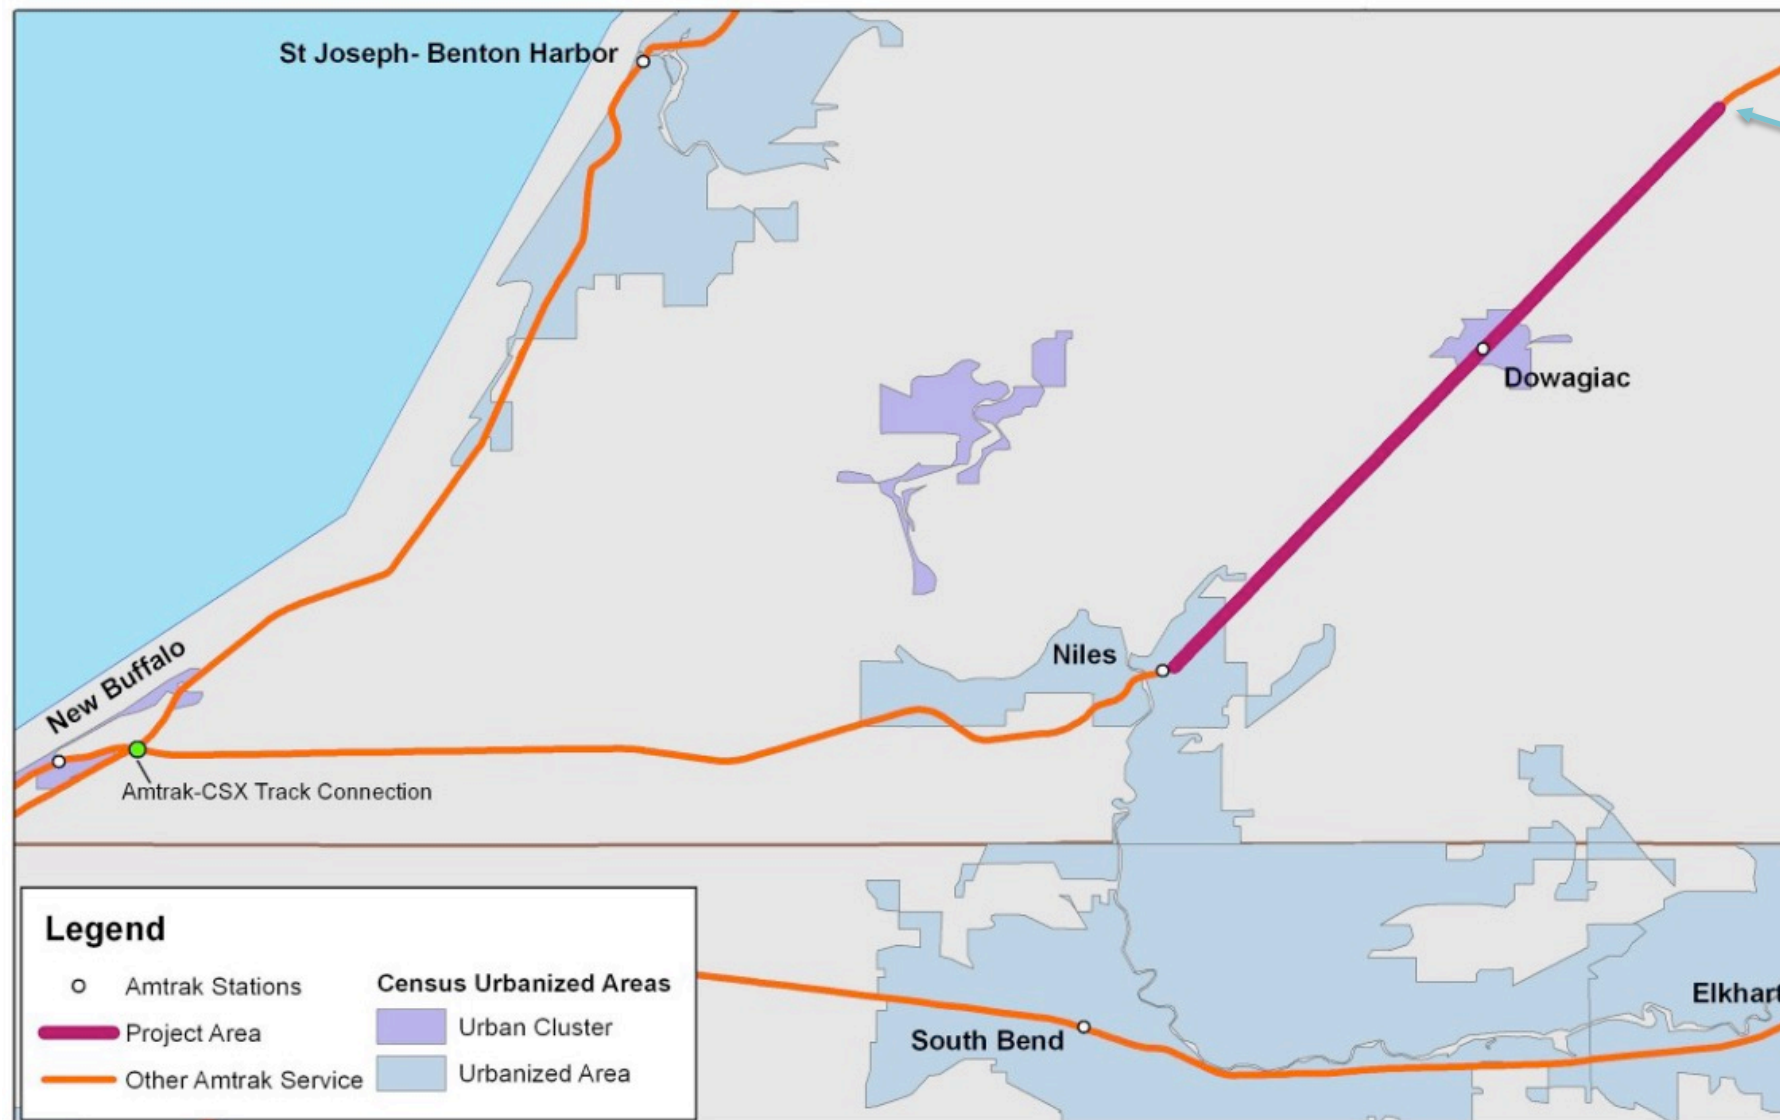 St Joseph- Benton Harbor
Dowagiac
Niles
New Buffalo
Amtrak-CSX Track Connection
South Bend
Elkhart
Legend
Amtrak Stations
Project Area
Other Amtrak Service
Census Urbanized Areas
Urban Cluster
Urbanized Area